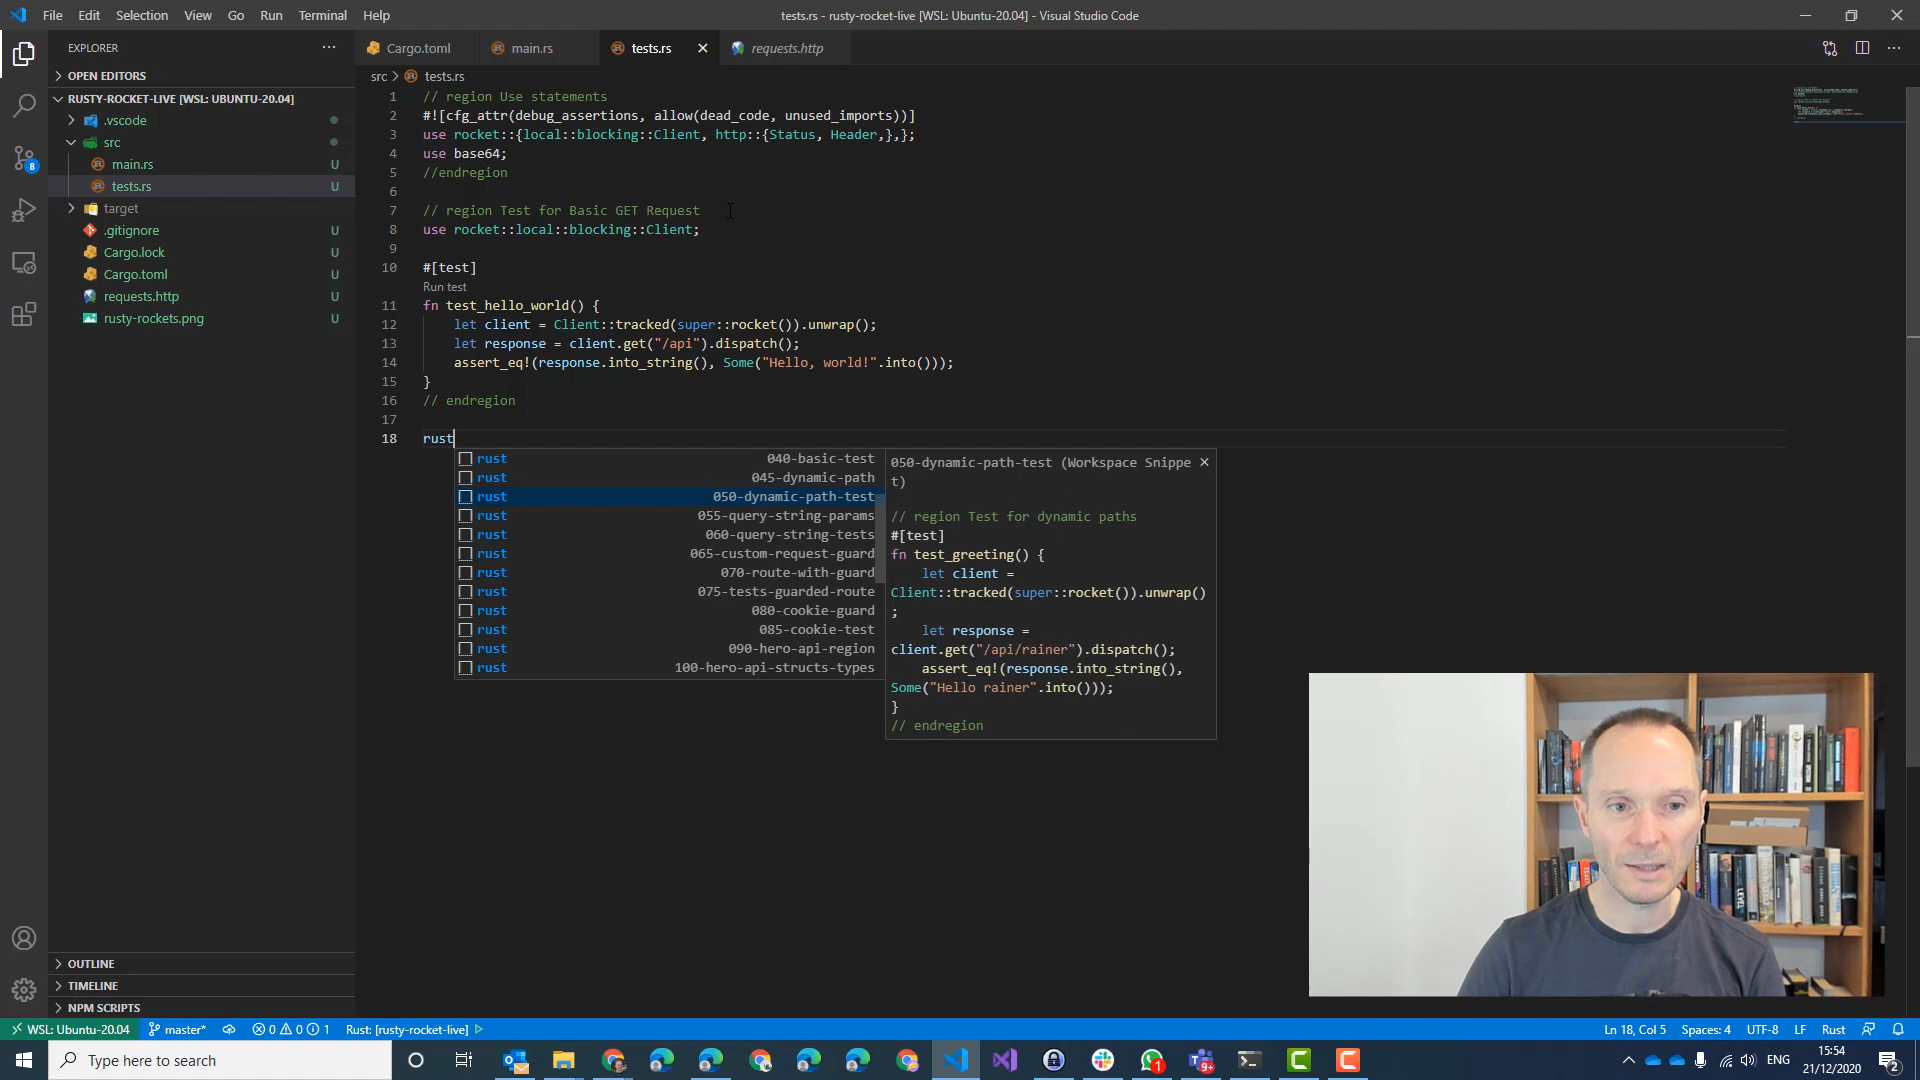 File Edit Selection View Go Run Terminal Help
tests.rs - rusty-rocket-live [WSL: Ubuntu-20.04] - Visual Studio Code
EXPLORER
Cargo.toml
main.rs
tests.rs
requests.http
OPEN EDITORS
RUSTY-ROCKET-LIVE [WSL: UBUNTU-20.04]
.vscode
src
main.rs U
tests.rs U
target
.gitignore U
Cargo.lock U
Cargo.toml U
requests.http U
rusty-rockets.png U
8
OUTLINE
TIMELINE
NPM SCRIPTS
src > tests.rs
1 // region Use statements
2 #![cfg_attr(debug_assertions, allow(dead_code, unused_imports))]
3 use rocket::{local::blocking::Client, http::{Status, Header,},};
4 use base64;
5 //endregion
6
7 // region Test for Basic GET Request
8 use rocket::local::blocking::Client;
9
10 #[test]
Run test
11 fn test_hello_world() {
12 let client = Client::tracked(super::rocket()).unwrap();
13 let response = client.get("/api").dispatch();
14 assert_eq!(response.into_string(), Some("Hello, world!".into()));
15 }
16 // endregion
17
18 rust
rust 040-basic-test
rust 045-dynamic-path
rust 050-dynamic-path-test
rust 055-query-string-params
rust 060-query-string-tests
rust 065-custom-request-guard
rust 070-route-with-guard
rust 075-tests-guarded-route
rust 080-cookie-guard
rust 085-cookie-test
rust 090-hero-api-region
rust 100-hero-api-structs-types
050-dynamic-path-test (Workspace Snippe
t)
// region Test for dynamic paths
#[test]
fn test_greeting() {
let client =
Client::tracked(super::rocket()).unwrap()
;
let response =
client.get("/api/rainer").dispatch();
assert_eq!(response.into_string(),
Some("Hello rainer".into()));
}
// endregion
WSL: Ubuntu-20.04 master* 0 0 1 Rust: [rusty-rocket-live]
Ln 18, Col 5 Spaces: 4 UTF-8 LF Rust
Type here to search
1
9+
ENG
15:54
21/12/2020
2